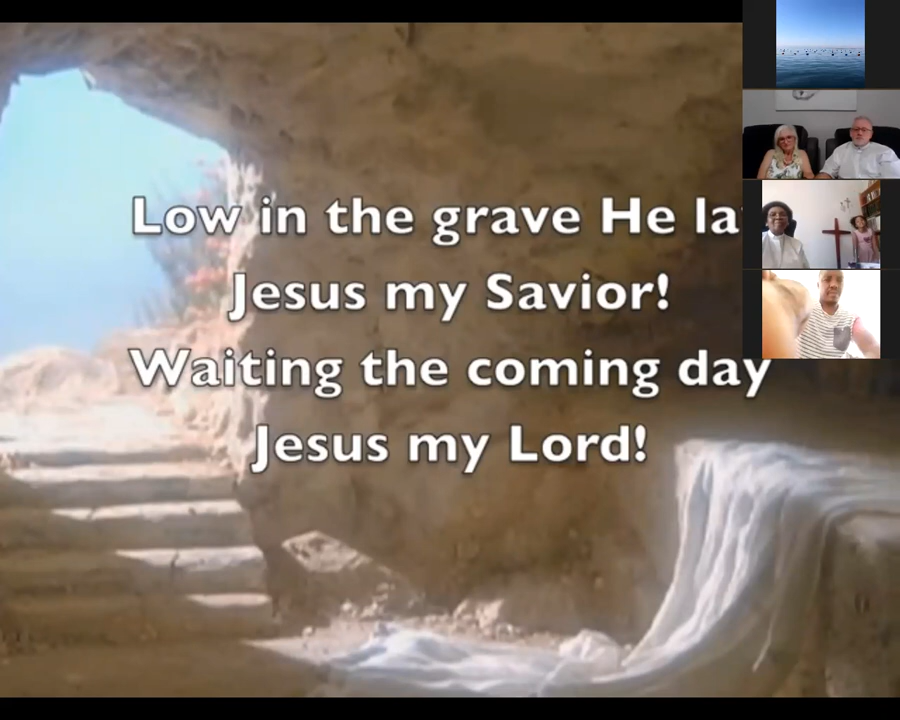 Low in the grave He
Jesus my Savior!
Waiting the coming day
Jesus my Lord!